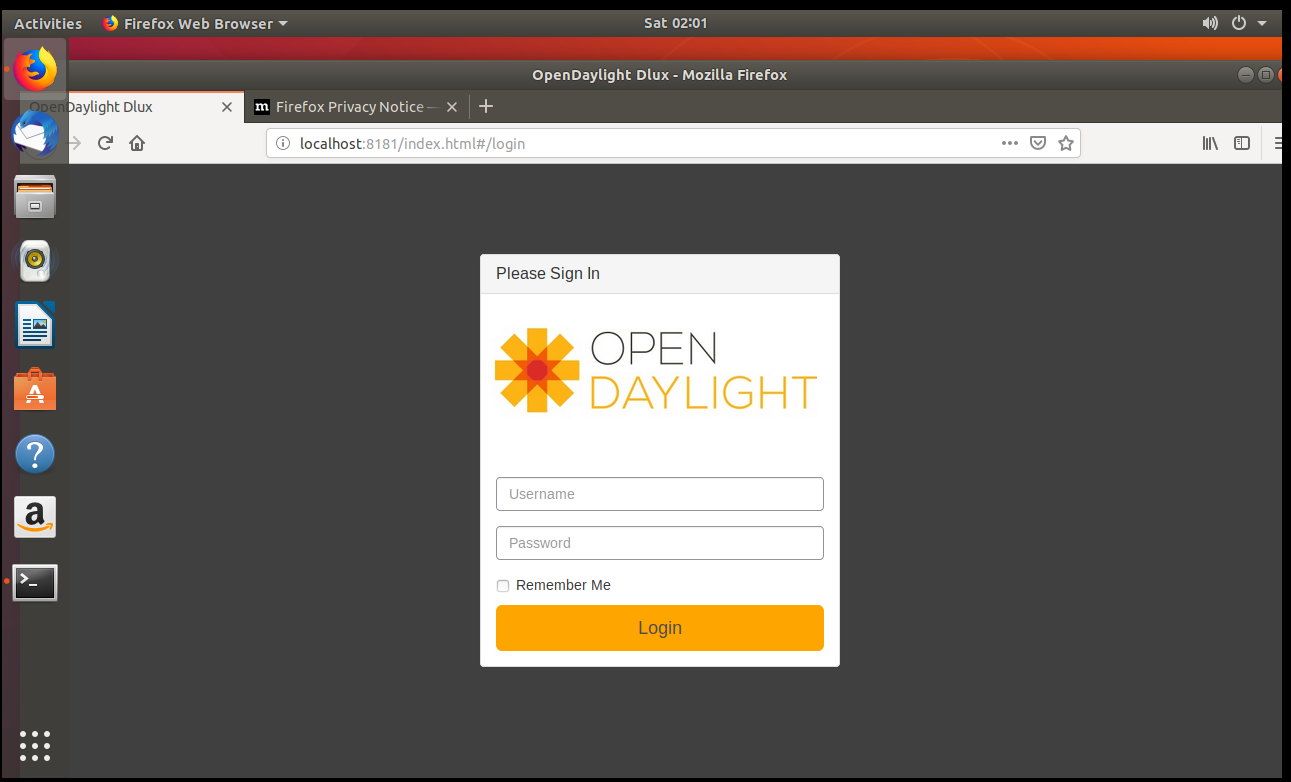 Activities Firefox Web Browser Sat 02:01
OpenDaylight Dlux - Mozilla Firefox
OpenDaylight Dlux Firefox Privacy Notice —
localhost:8181/index.html#/login
Please Sign In
OPEN
DAYLIGHT
Username
Password
Remember Me
Login